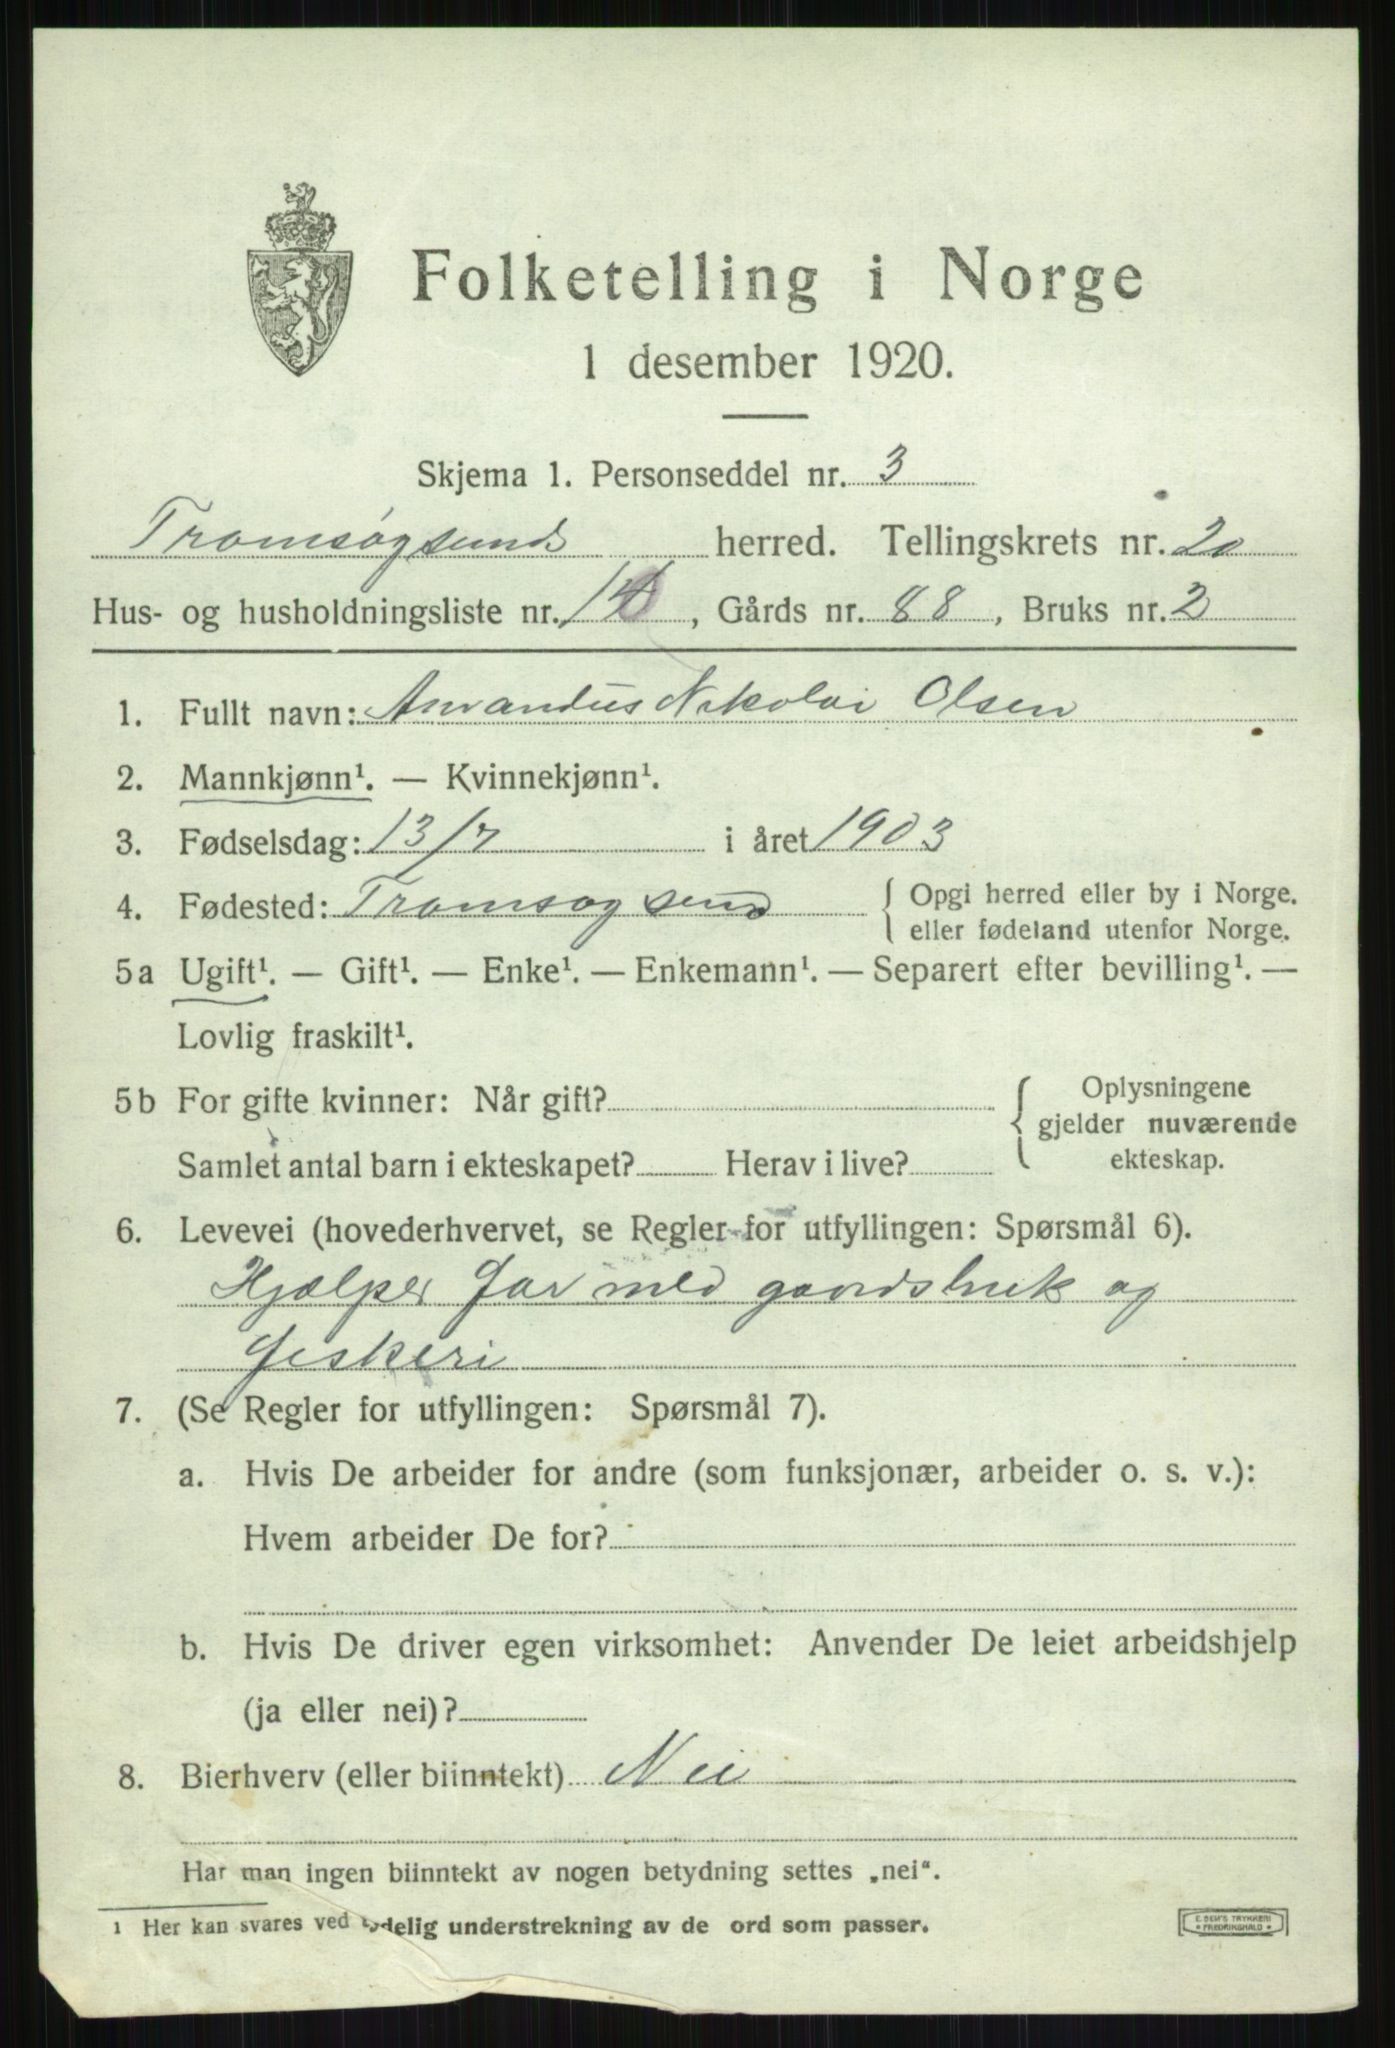 Folketelling i Norge
1 desember 1920.
Skjema 1. Personseddel nr. 3
Tromsøysund herred. Tellingskrets nr. 20
Hus- og husholdningsliste nr. 14, Gårds nr. 88, Bruks nr. 2
1. Fullt navn: Amandus Nikolai Olsen
2. Mannkjønn¹. — Kvinnekjønn¹.
3. Fødselsdag: 13/7 i året 1903
4. Fødested: Tromsøysund { Opgi herred eller by i Norge.
eller fødeland utenfor Norge.
5a Ugift¹. — Gift¹. — Enke¹. — Enkemann¹. — Separert efter bevilling¹. —
Lovlig fraskilt¹.
5b For gifte kvinner: Når gift? { Oplysningene
gjelder nuværende
Samlet antal barn i ekteskapet? Herav i live? ekteskap.
6. Levevei (hovederhvervet, se Regler for utfyllingen: Spørsmål 6).
Hjælper far med gaardsbruk og
fiskeri
7. (Se Regler for utfyllingen: Spørsmål 7).
a. Hvis De arbeider for andre (som funksjonær, arbeider o. s. v.):
Hvem arbeider De for?
b. Hvis De driver egen virksomhet: Anvender De leiet arbeidshjelp
(ja eller nei)?
8. Bierhverv (eller biinntekt) Nei
Har man ingen biinntekt av nogen betydning settes „nei“.
1 Her kan svares ved tydelig understrekning av de ord som passer.
E. SEM'S TRYKKERI
* FREDRIKSHALD *